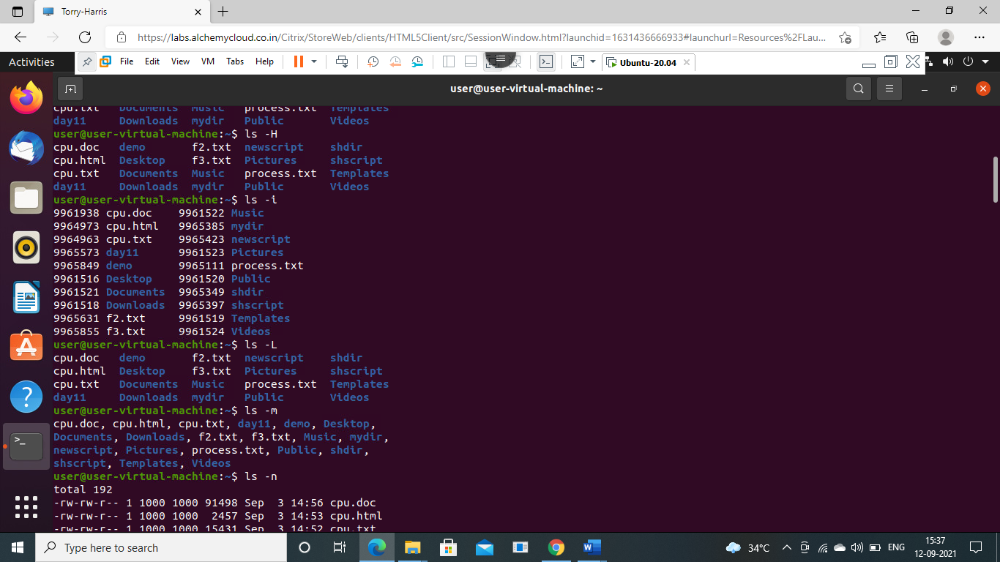 Torry-Harris
https://labs.alchemycloud.co.in/Citrix/StoreWeb/clients/HTML5Client/src/SessionWindow.html?launchid=1631436666933#launchurl=Resources%2FLau...
Activities
File Edit View VM Tabs Help
Ubuntu-20.04
user@user-virtual-machine: ~
cpu.txt Documents Music process.txt Templates
day11 Downloads mydir Public Videos
user@user-virtual-machine:~$ ls -H
cpu.doc demo f2.txt newscript shdir
cpu.html Desktop f3.txt Pictures shscript
cpu.txt Documents Music process.txt Templates
day11 Downloads mydir Public Videos
user@user-virtual-machine:~$ ls -i
9961938 cpu.doc 9961522 Music
9964973 cpu.html 9965385 mydir
9964963 cpu.txt 9965423 newscript
9965573 day11 9961523 Pictures
9965849 demo 9965111 process.txt
9961516 Desktop 9961520 Public
9961521 Documents 9965349 shdir
9961518 Downloads 9965397 shscript
9965631 f2.txt 9961519 Templates
9965855 f3.txt 9961524 Videos
user@user-virtual-machine:~$ ls -L
cpu.doc demo f2.txt newscript shdir
cpu.html Desktop f3.txt Pictures shscript
cpu.txt Documents Music process.txt Templates
day11 Downloads mydir Public Videos
user@user-virtual-machine:~$ ls -m
cpu.doc, cpu.html, cpu.txt, day11, demo, Desktop,
Documents, Downloads, f2.txt, f3.txt, Music, mydir,
newscript, Pictures, process.txt, Public, shdir,
shscript, Templates, Videos
user@user-virtual-machine:~$ ls -n
total 192
-rw-rw-r-- 1 1000 1000 91498 Sep 3 14:56 cpu.doc
-rw-rw-r-- 1 1000 1000 2457 Sep 3 14:53 cpu.html
-rw-rw-r-- 1 1000 1000 15431 Sep 3 14:52 cpu.txt
Type here to search
34°C
ENG
15:37
12-09-2021